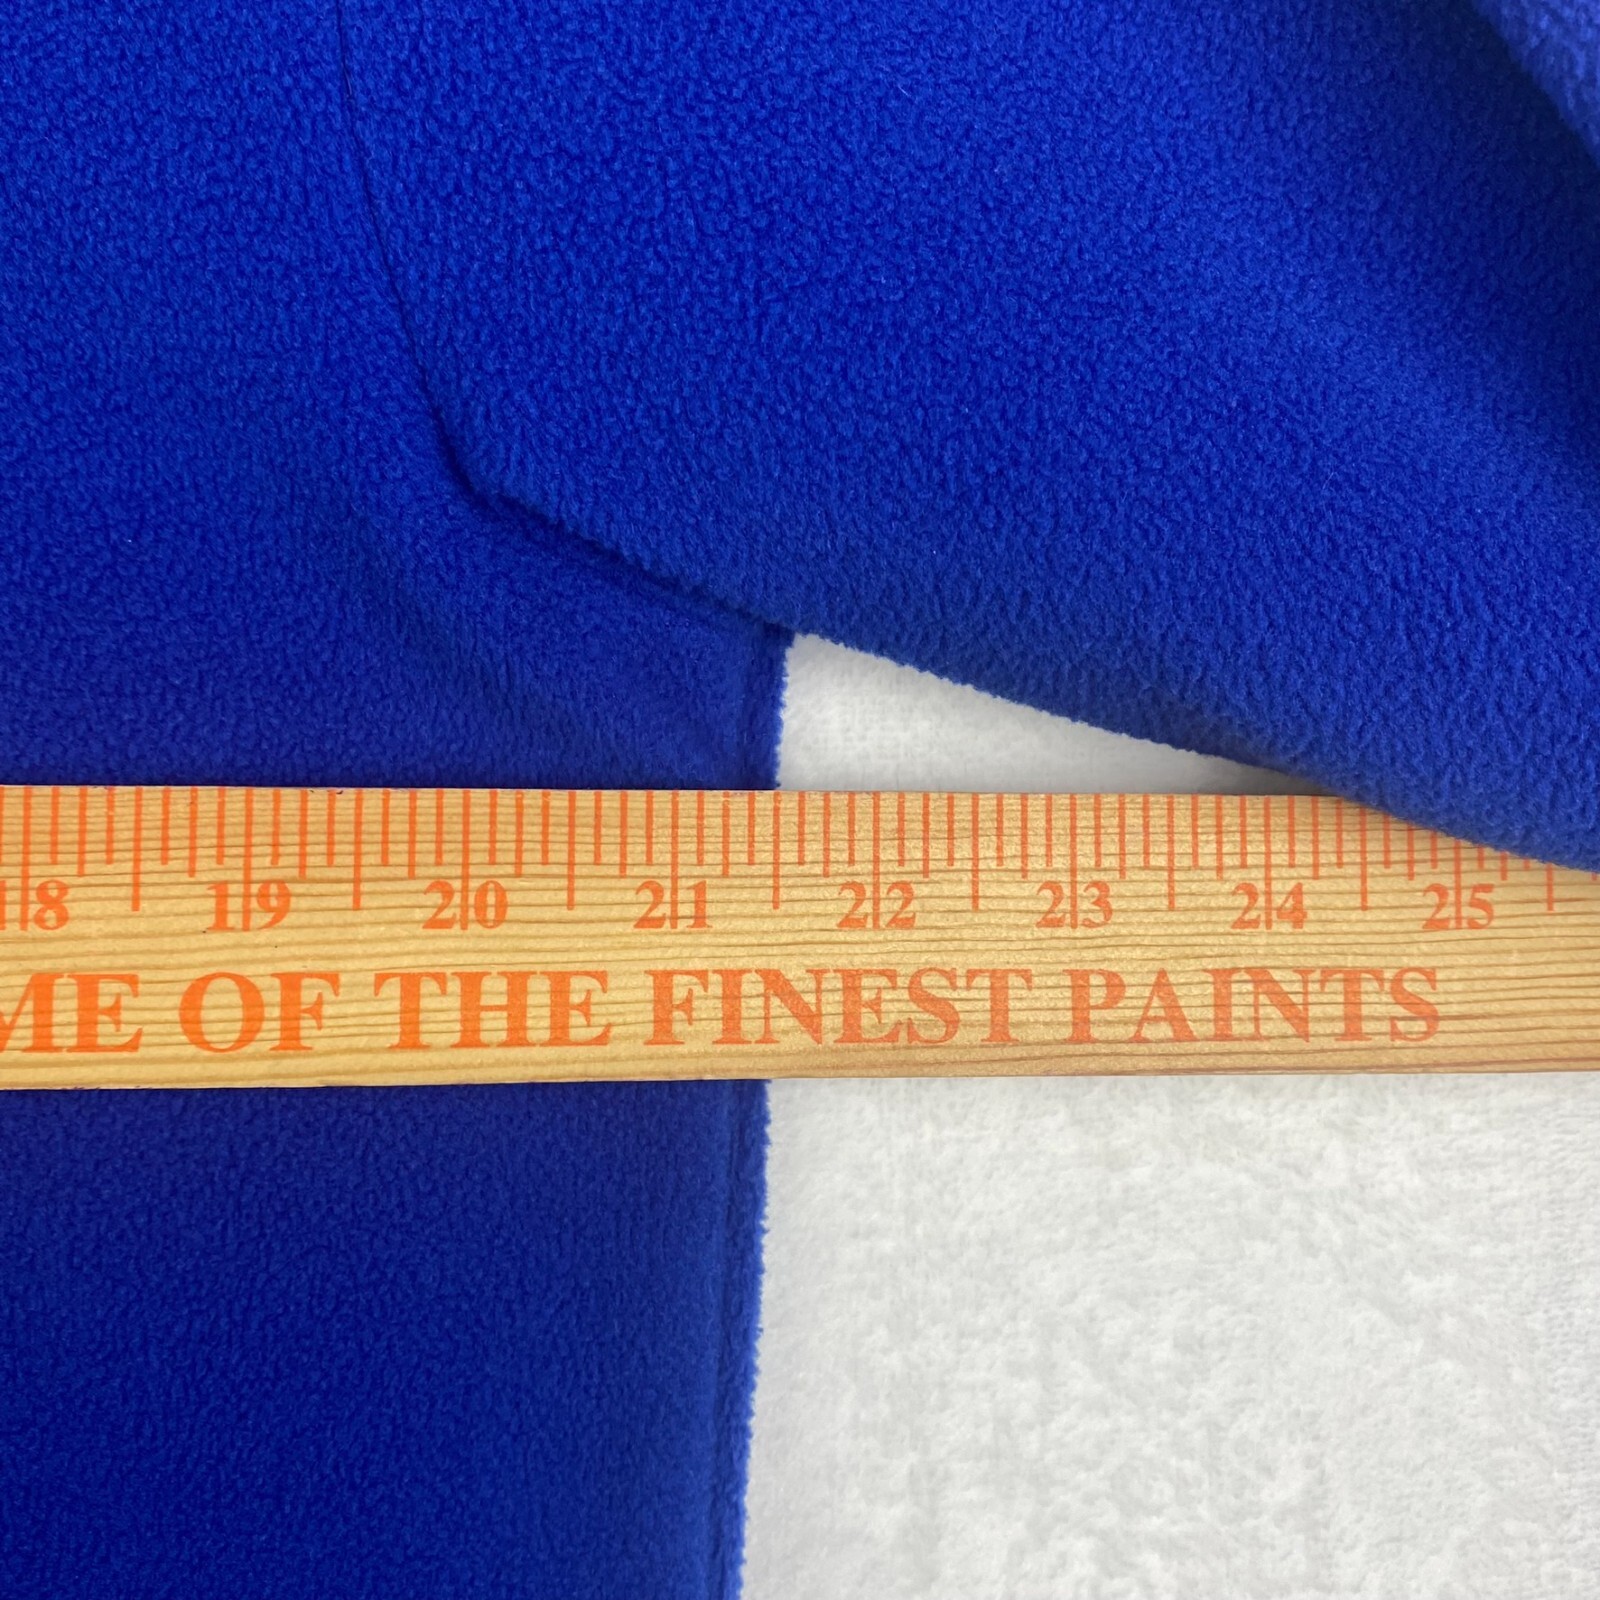 18 19 20 21 22 23 24 25
ME OF THE FINEST PAINTS